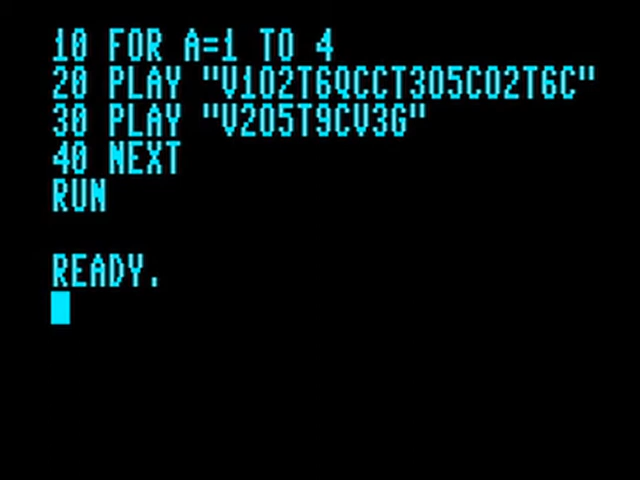 10 FOR A=1 TO 4
20 PLAY "V1O2T6QCCT3O5CO2T6C"
30 PLAY "V2O5T9CV3G"
40 NEXT
RUN
READY.